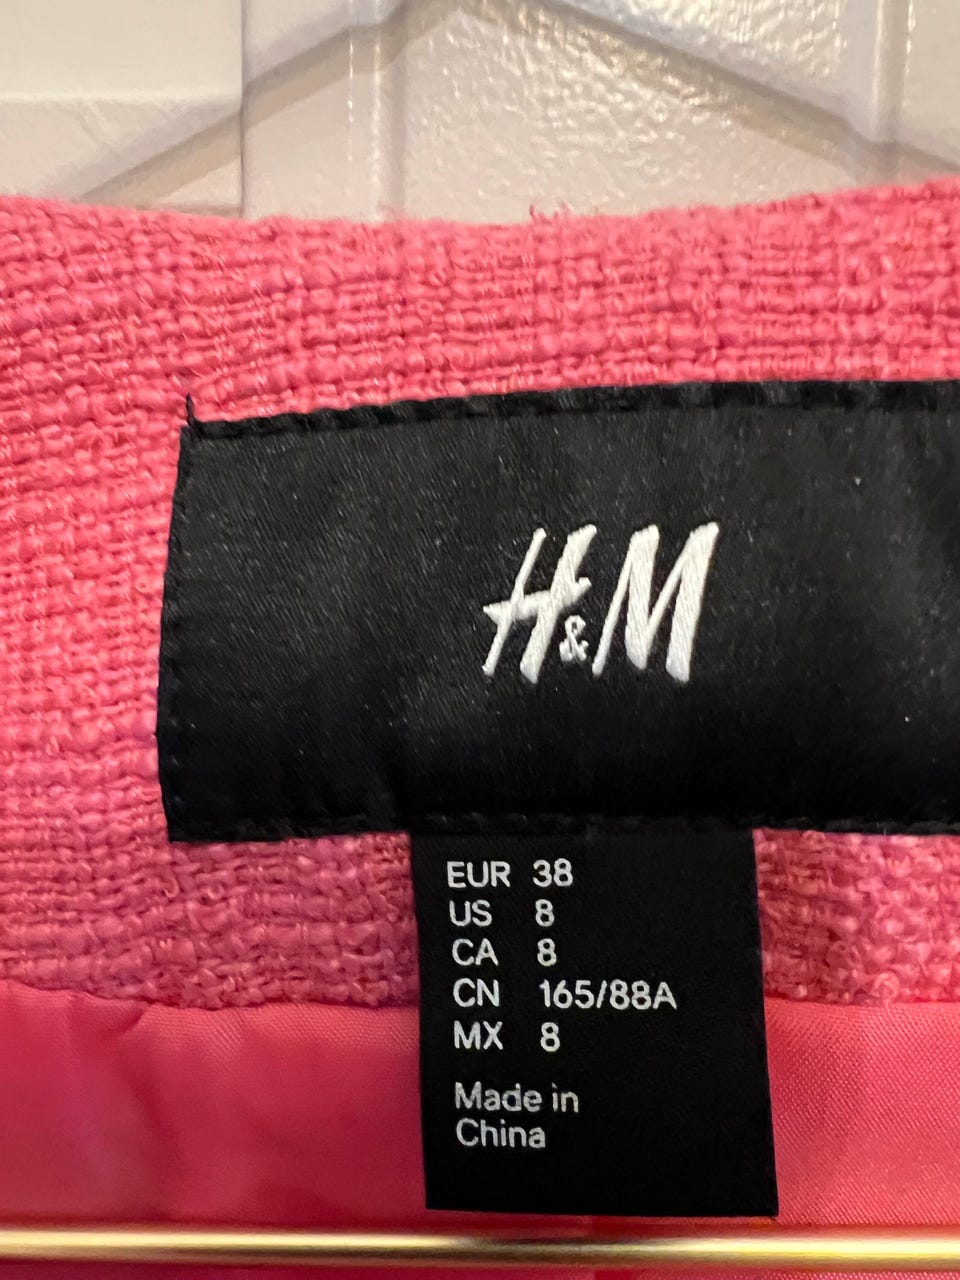 H&M
EUR 38
US 8
CA 8
CN 165/88A
MX 8
Made in
China